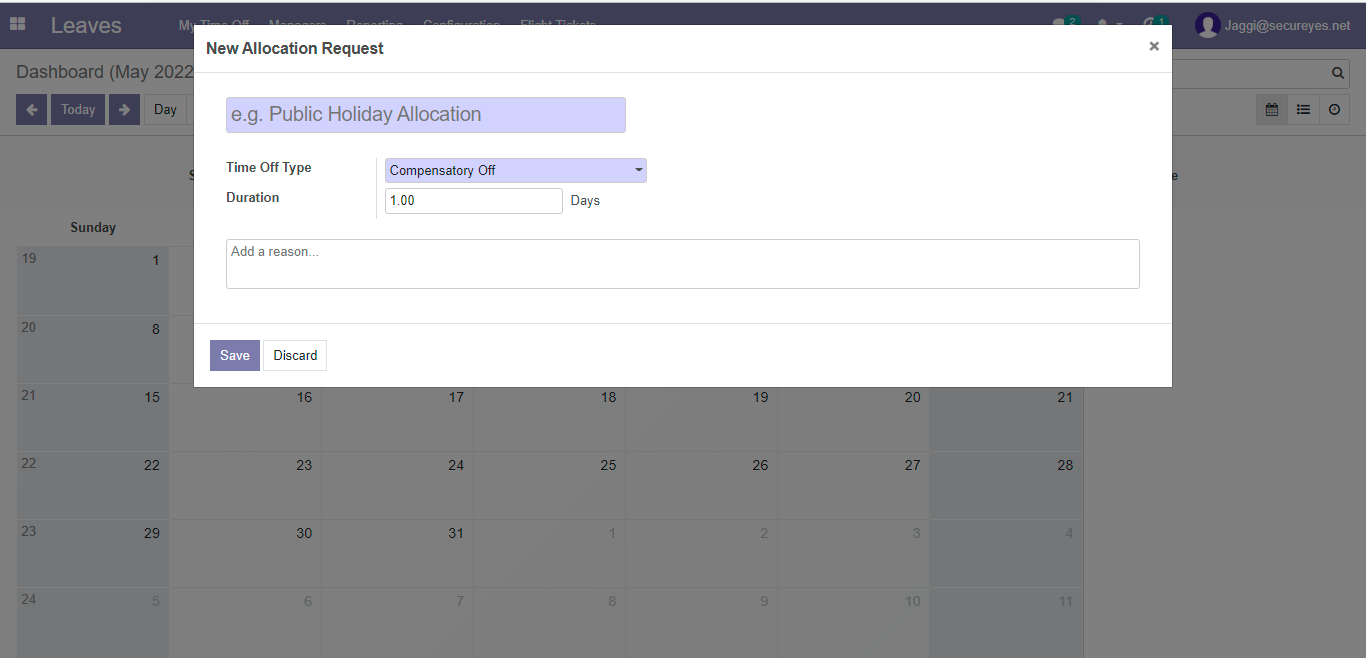 Leaves My Time Off Managers Reporting Configuration Flight Tickets 2 1 Jaggi@secureyes.net
New Allocation Request ×
Dashboard (May 2022
Today Day
e.g. Public Holiday Allocation
Time Off Type Compensatory Off
Duration 1.00 Days
Sunday
Add a reason...
19 1
20 8
Save Discard
21 15 16 17 18 19 20 21
22 22 23 24 25 26 27 28
23 29 30 31 1 2 3 4
24 5 6 7 8 9 10 11